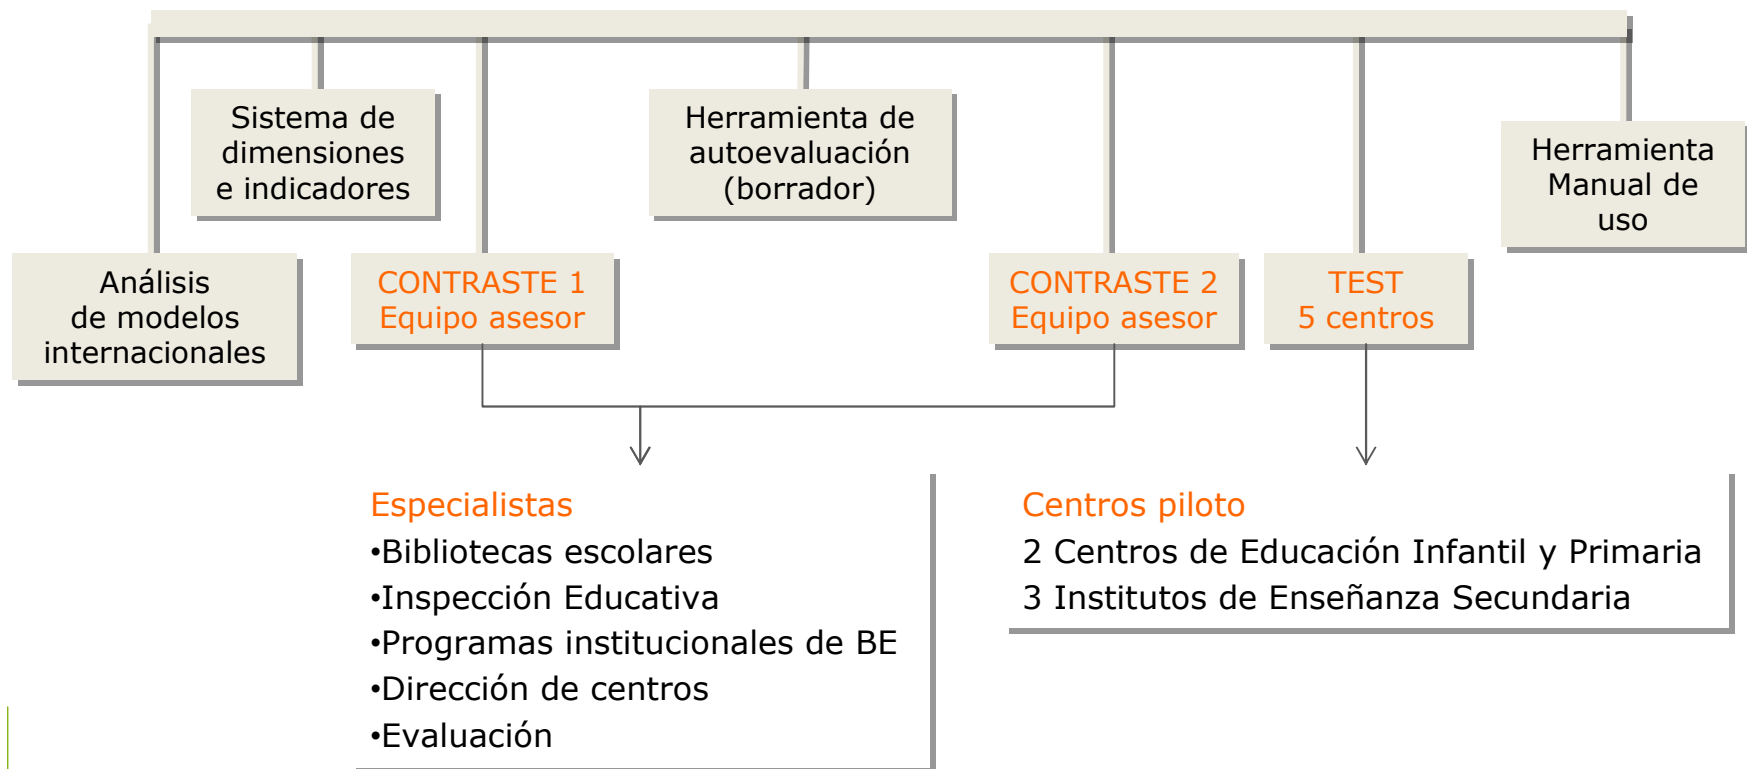 Sistema de
dimensiones
e indicadores
Herramienta de
autoevaluación
(borrador)
Herramienta
Manual de
uso
Análisis
de modelos
internacionales
CONTRASTE 1
Equipo asesor
CONTRASTE 2
Equipo asesor
TEST
5 centros
Especialistas
•Bibliotecas escolares
•Inspección Educativa
•Programas institucionales de BE
•Dirección de centros
•Evaluación
Centros piloto
2 Centros de Educación Infantil y Primaria
3 Institutos de Enseñanza Secundaria